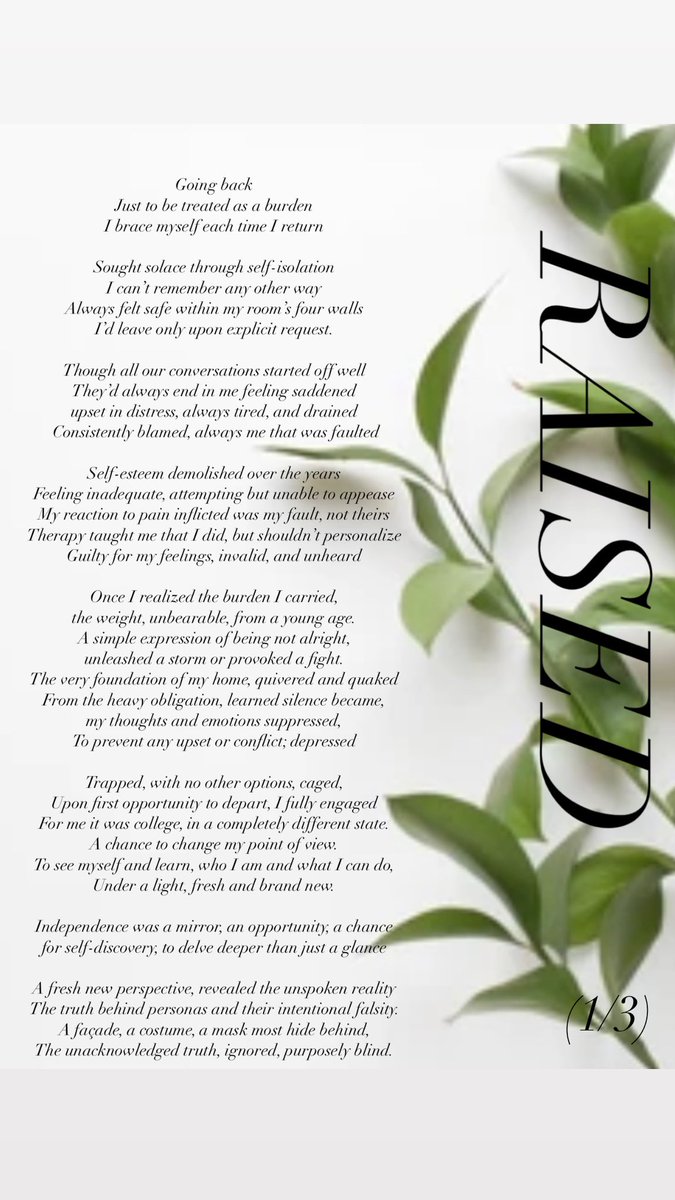 Going back
Just to be treated as a burden
I brace myself each time I return
Sought solace through self-isolation
I can't remember any other way
Always felt safe within my room's four walls
I'd leave only upon explicit request.
Though all our conversations started off well
They'd always end in me feeling saddened
upset in distress, always tired, and drained
Consistently blamed, always me that was faulted
Self-esteem demolished over the years
Feeling inadequate, attempting but unable to appease
My reaction to pain inflicted was my fault, not theirs
Therapy taught me that I did, but shouldn't personalize
Guilty for my feelings, invalid, and unheard
Once I realized the burden I carried,
the weight, unbearable, from a young age.
A simple expression of being not alright,
unleashed a storm or provoked a fight.
The very foundation of my home, quivered and quaked
From the heavy obligation, learned silence became,
my thoughts and emotions suppressed,
To prevent any upset or conflict; depressed
Trapped, with no other options, caged,
Upon first opportunity to depart, I fully engaged
For me it was college, in a completely different state.
A chance to change my point of view.
To see myself and learn, who I am and what I can do,
Under a light, fresh and brand new.
Independence was a mirror, an opportunity, a chance
for self-discovery, to delve deeper than just a glance
A fresh new perspective, revealed the unspoken reality
The truth behind personas and their intentional falsity.
A façade, a costume, a mask most hide behind,
The unacknowledged truth, ignored, purposely blind.
RAISED
(1/3)